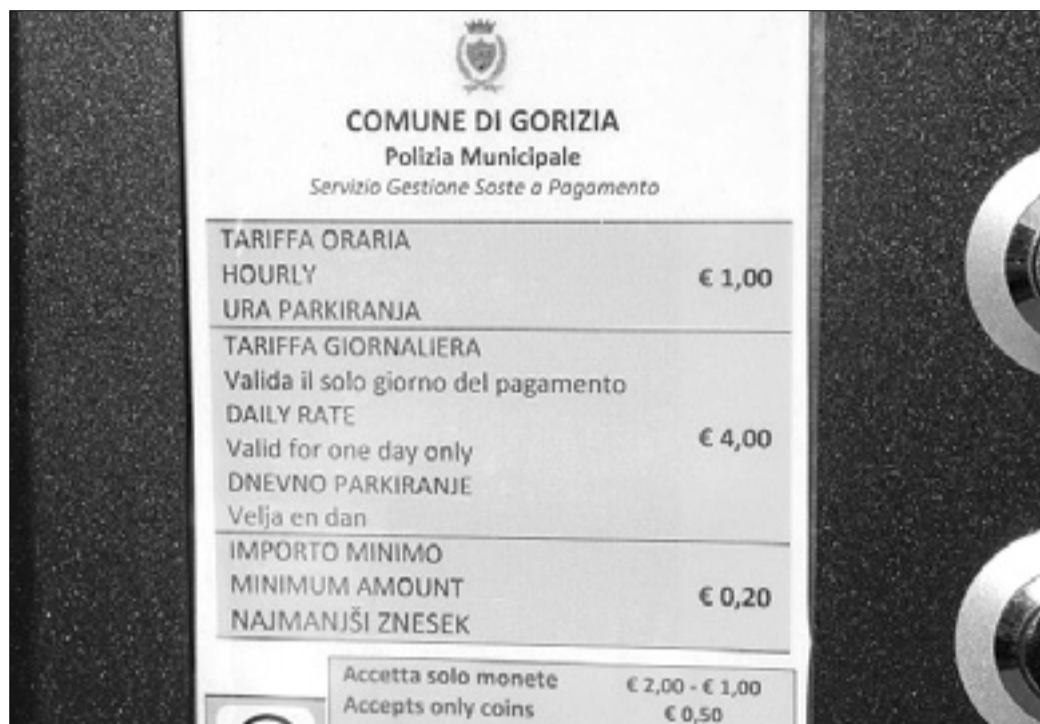 COMUNE DI GORIZIA
Polizia Municipale
Servizio Gestione Soste a Pagamento
TARIFFA ORARIA
HOURLY
URA PARKIRANJA
€ 1,00
TARIFFA GIORNALIERA
Valida il solo giorno del pagamento
DAILY RATE
Valid for one day only
DNEVNO PARKIRANJE
Velja en dan
€ 4,00
IMPORTO MINIMO
MINIMUM AMOUNT
NAJMANJŠI ZNESEK
€ 0,20
Accetta solo monete
Accepts only coins
€ 2,00 - € 1,00
€ 0,50